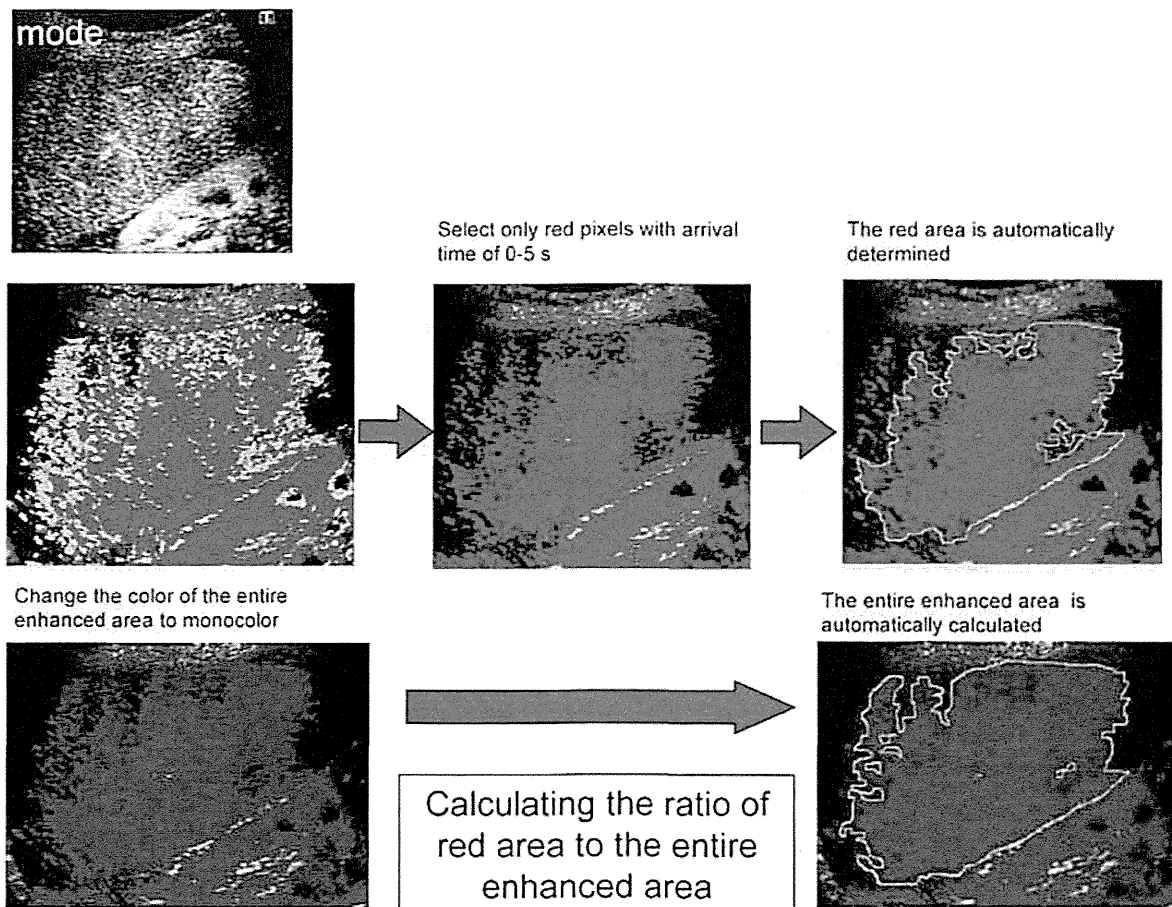 mode
Select only red pixels with arrival
time of 0-5 s
The red area is automatically
determined
Change the color of the entire
enhanced area to monocolor
The entire enhanced area is
automatically calculated
Calculating the ratio of
red area to the entire
enhanced area